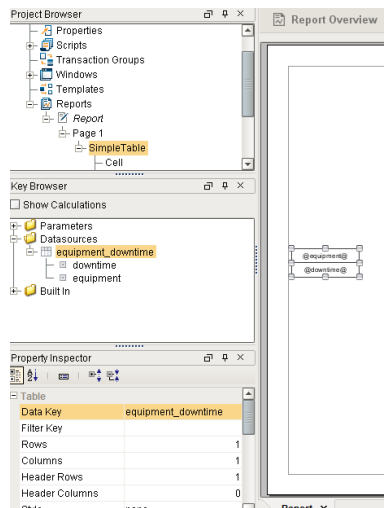 Project Browser
Report Overview
Properties
Scripts
Transaction Groups
Windows
Templates
Reports
Report
Page 1
SimpleTable
Cell
Key Browser
Show Calculations
Parameters
Datasources
equipment_downtime
downtime
equipment
Built In
@equipment@
@downtime@
Property Inspector
Table
Data Key equipment_downtime
Filter Key
Rows 1
Columns 1
Header Rows 1
Header Columns 0
Style none
Report